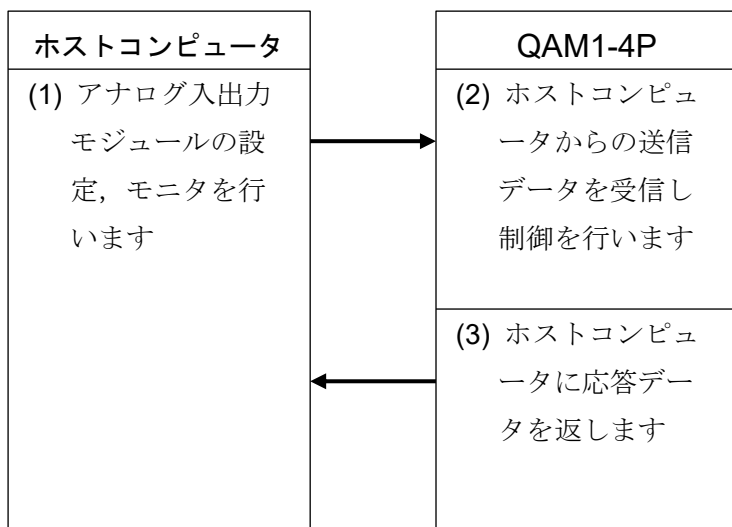 ホストコンピュータ
(1) アナログ入出力
モジュールの設
定，モニタを行
います
QAM1-4P
(2) ホストコンピュ
ータからの送信
データを受信し
制御を行います
(3) ホストコンピュ
ータに応答デー
タを返します